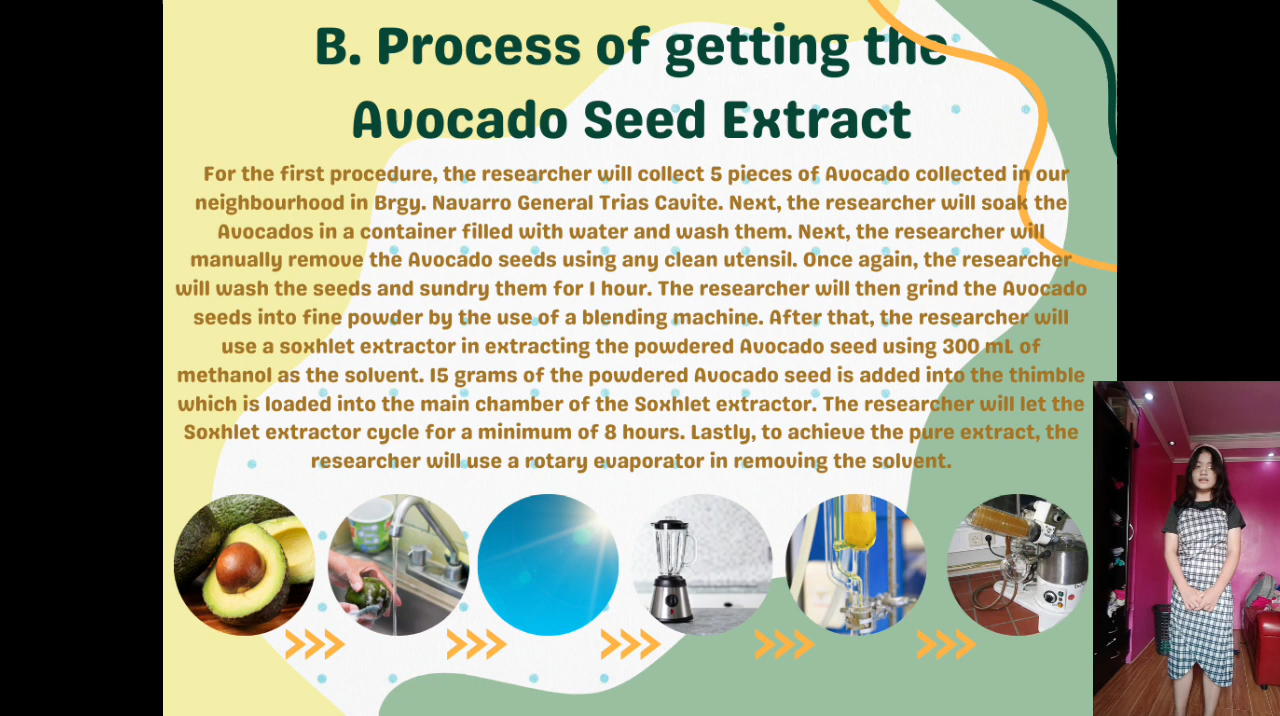 B. Process of getting the
Avocado Seed Extract
For the first procedure, the researcher will collect 5 pieces of Avocado collected in our
neighbourhood in Brgy. Navarro General Trias Cavite. Next, the researcher will soak the
Avocados in a container filled with water and wash them. Next, the researcher will
manually remove the Avocado seeds using any clean utensil. Once again, the researcher
will wash the seeds and sundry them for 1 hour. The researcher will then grind the Avocado
seeds into fine powder by the use of a blending machine. After that, the researcher will
use a soxhlet extractor in extracting the powdered Avocado seed using 300 mL of
methanol as the solvent. 15 grams of the powdered Avocado seed is added into the thimble
which is loaded into the main chamber of the Soxhlet extractor. The researcher will let the
Soxhlet extractor cycle for a minimum of 8 hours. Lastly, to achieve the pure extract, the
researcher will use a rotary evaporator in removing the solvent.